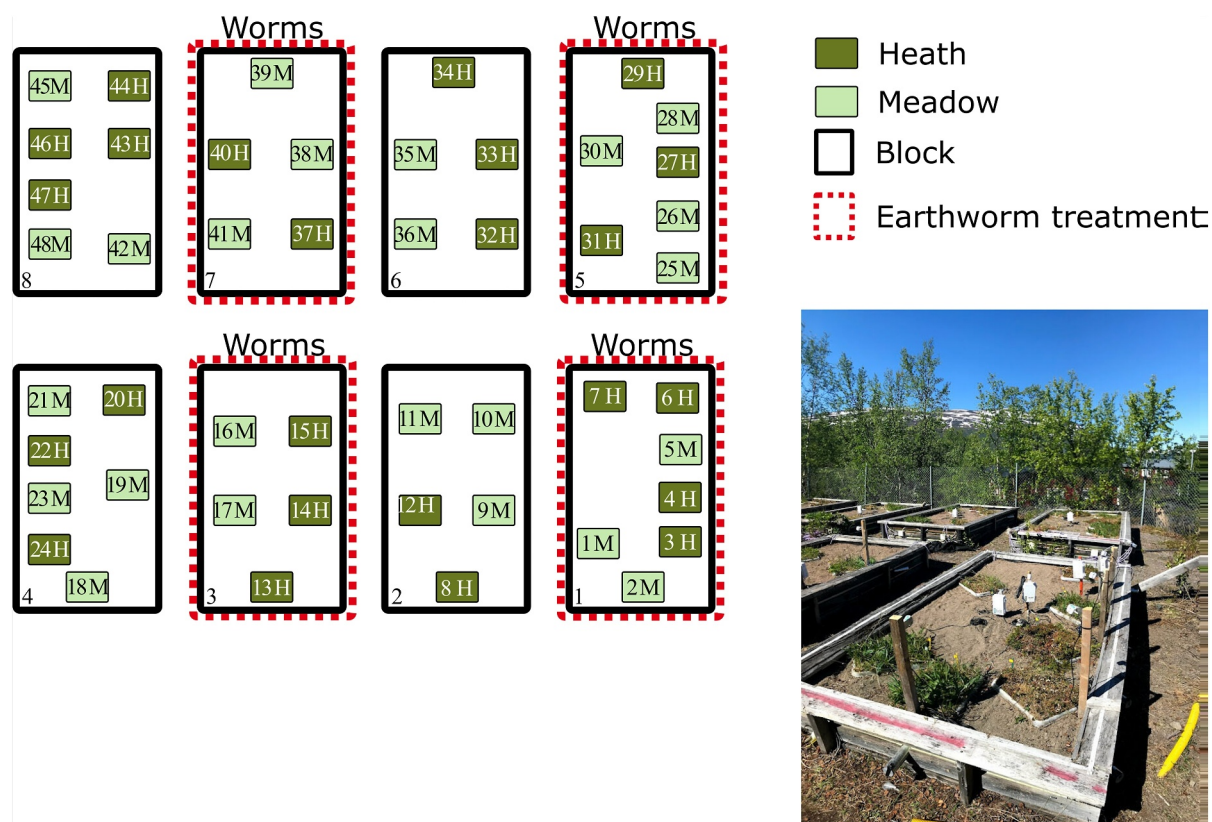 Worms
Worms
45M 44H
46H 43H
47H
48M 42M
8
39M
40H 38M
41M 37H
7
34H
35M 33H
36M 32H
6
29H
28M
30M
27H
26M
31H
25M
5
Heath
Meadow
Block
Earthworm treatment
Worms
Worms
21M 20H
22H
23M 19M
24H
18M
4
16M 15H
17M 14H
13H
3
11M 10M
12H 9M
8H
2
7H 6H
5M
4H
1M 3H
2M
1